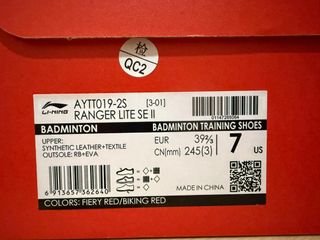 检
QC2
LI-NING
AYTT019-2S [3-01]
RANGER LITE SE II
01147265064
BADMINTON BADMINTON TRAINING SHOES
UPPER:
SYNTHETIC LEATHER+TEXTILE
OUTSOLE: RB+EVA
EUR 39⅔
CN(mm) 245(3)
7 US
6 913657 362640
MADE IN CHINA
COLORS: FIERY RED/BIKING RED